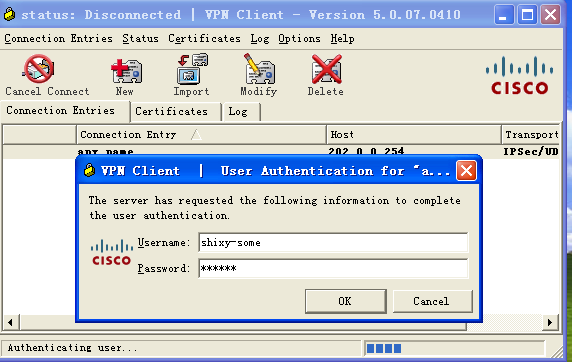 status: Disconnected | VPN Client - Version 5.0.07.0410
Connection Entries Status Certificates Log Options Help
Cancel Connect New Import Modify Delete
CISCO
Connection Entries Certificates Log
Connection Entry Host Transport
any name 202.0.0.254 IPSec/UD
VPN Client | User Authentication for "a...
The server has requested the following information to complete
the user authentication.
Username: shixy-some
CISCO
Password: ******
OK Cancel
Authenticating user...